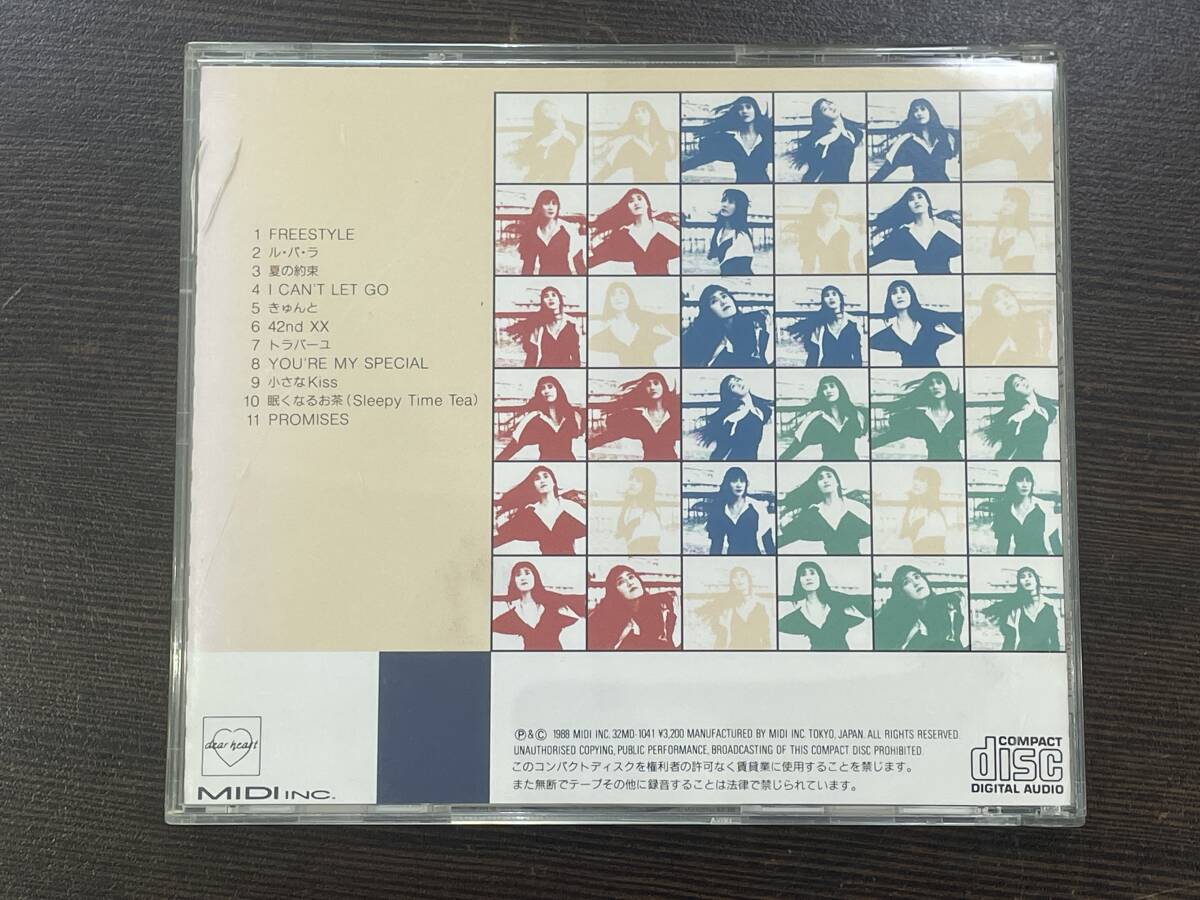 1 FREESTYLE
2 ル・パ・ラ
3 夏の約束
4 I CAN'T LET GO
5 きゅんと
6 42nd XX
7 トラバーユ
8 YOU'RE MY SPECIAL
9 小さなKiss
10 眠くなるお茶(Sleepy Time Tea)
11 PROMISES
dear heart
MIDI INC.
Ⓟ&Ⓒ 1988 MIDI INC. 32MD-1041 ¥3,200 MANUFACTURED BY MIDI INC. TOKYO, JAPAN. ALL RIGHTS RESERVED.
UNAUTHORISED COPYING, PUBLIC PERFORMANCE, BROADCASTING OF THIS COMPACT DISC PROHIBITED
このコンパクトディスクを権利者の許可なく賃貸業に使用することを禁じます。
また無断でテープその他に録音することは法律で禁じられています。
COMPACT
disc
DIGITAL AUDIO